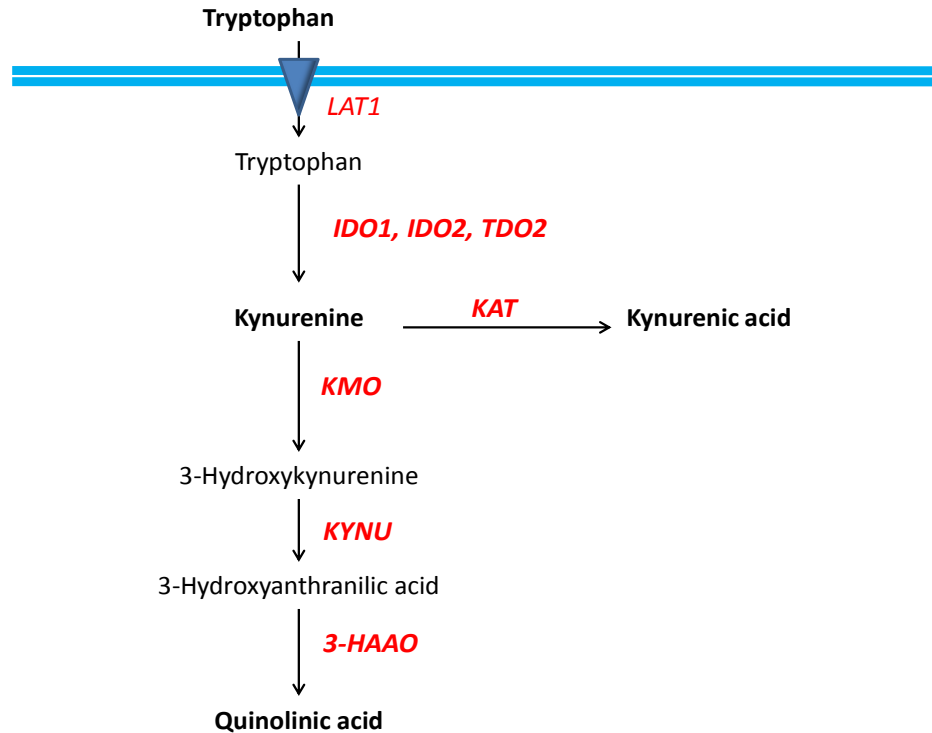 Tryptophan
LAT1
Tryptophan
IDO1, IDO2, TDO2
Kynurenine
KAT
Kynurenic acid
KMO
3-Hydroxykynurenine
KYNU
3-Hydroxyanthranilic acid
3-HAAO
Quinolinic acid